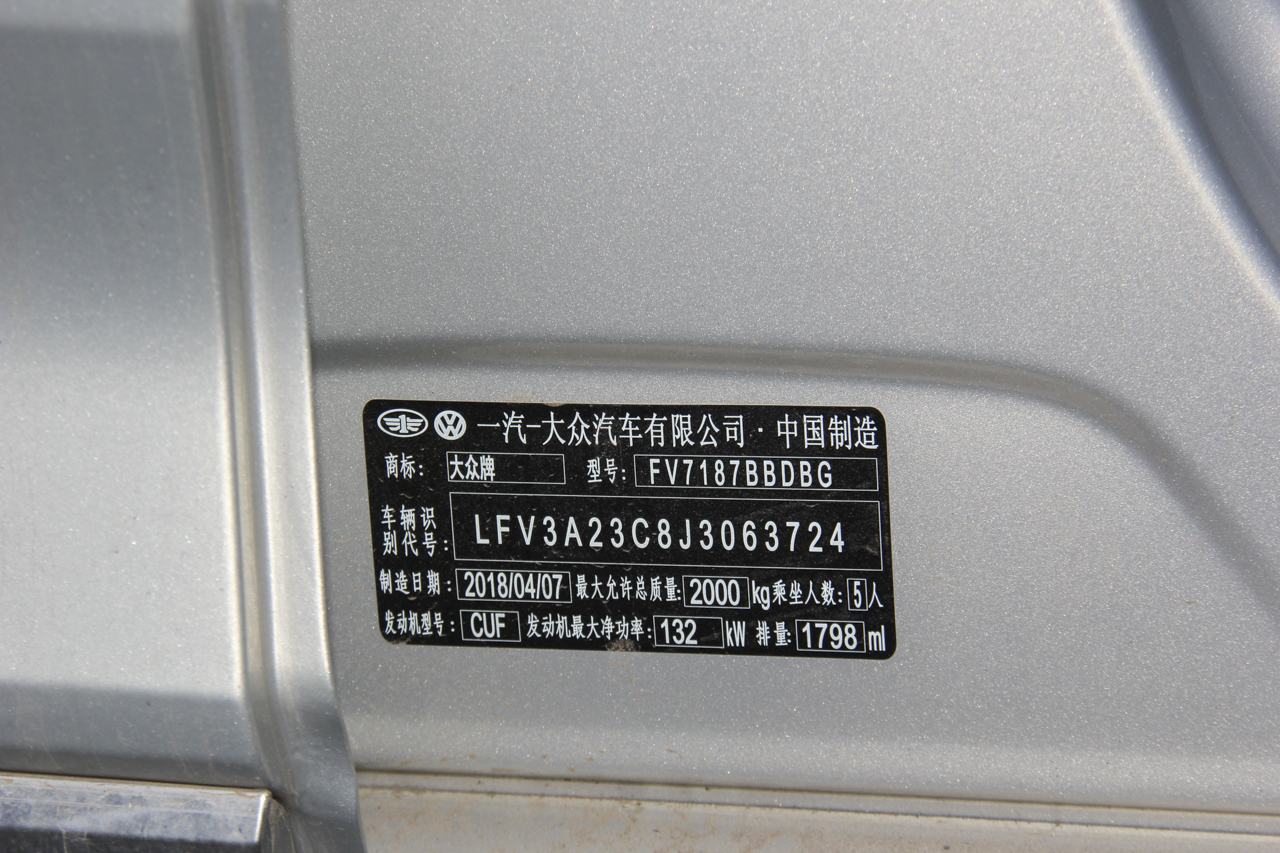 一汽-大众汽车有限公司·中国制造
商标: 大众牌 型号: FV7187BBDBG
车辆识别代号: LFV3A23C8J3063724
制造日期: 2018/04/07 最大允许总质量: 2000 kg 乘坐人数: 5 人
发动机型号: CUF 发动机最大净功率: 132 kW 排量: 1798 ml